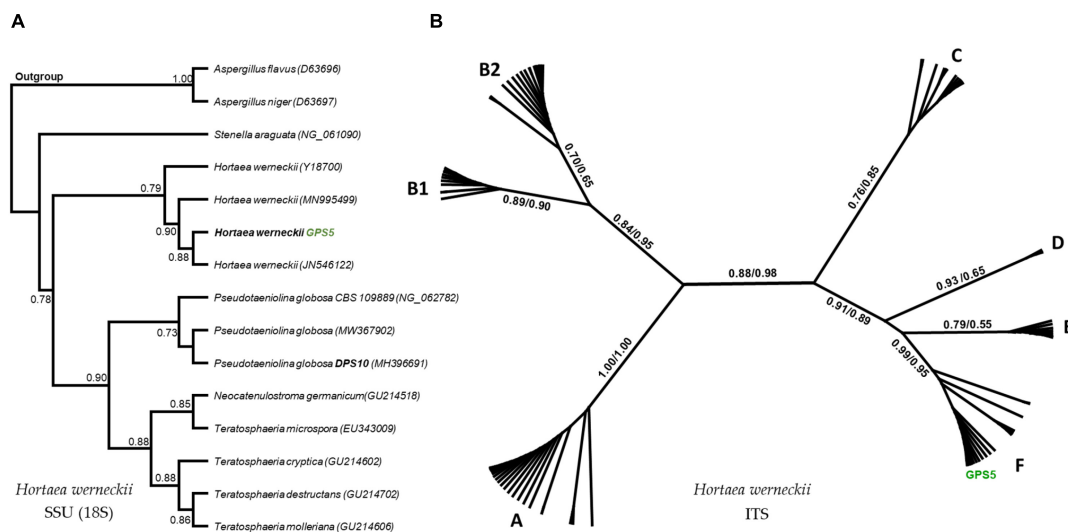 A
Outgroup
1.00
Aspergillus flavus (D63696)
Aspergillus niger (D63697)
Stenella araguata (NG_061090)
0.79
Hortaea werneckii (Y18700)
Hortaea werneckii (MN995499)
0.90
Hortaea werneckii GPS5
0.88
Hortaea werneckii (JN546122)
0.78
Pseudotaeniolina globosa CBS 109889 (NG_062782)
0.73
Pseudotaeniolina globosa (MW367902)
Pseudotaeniolina globosa DPS10 (MH396691)
0.90
Neocatenulostroma germanicum(GU214518)
0.85
Teratosphaeria microspora (EU343009)
0.88
Teratosphaeria cryptica (GU214602)
0.88
Teratosphaeria destructans (GU214702)
0.86
Teratosphaeria molleriana (GU214606)
Hortaea werneckii
SSU (18S)
B
B2
C
0.70/0.65
0.76/0.85
B1
0.89/0.90
0.84/0.95
D
0.88/0.98
0.93/0.65
0.91/0.89
0.79/0.55
E
0.99/0.95
1.00/1.00
F
GPS5
A
Hortaea werneckii
ITS